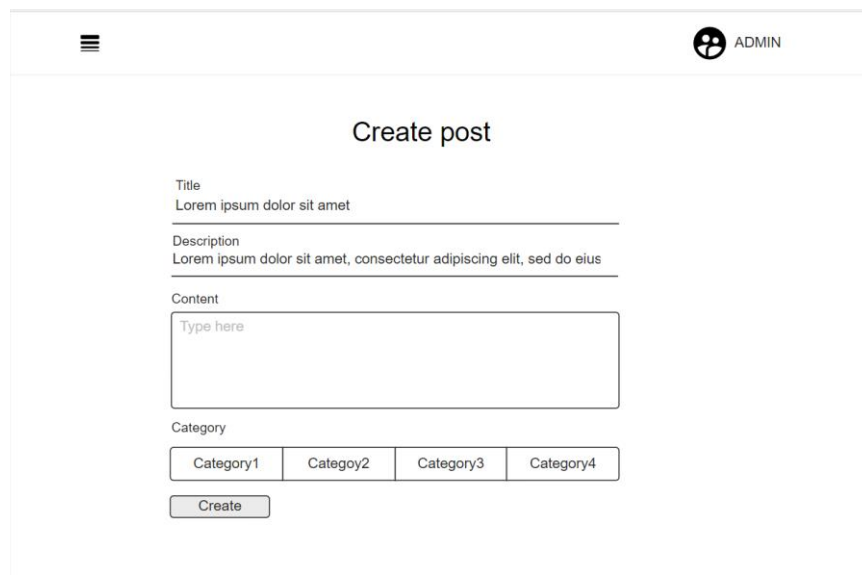 ADMIN
Create post
Title
Lorem ipsum dolor sit amet
Description
Lorem ipsum dolor sit amet, consectetur adipiscing elit, sed do eius
Content
Type here
Category
Category1 Categoy2 Category3 Category4
Create